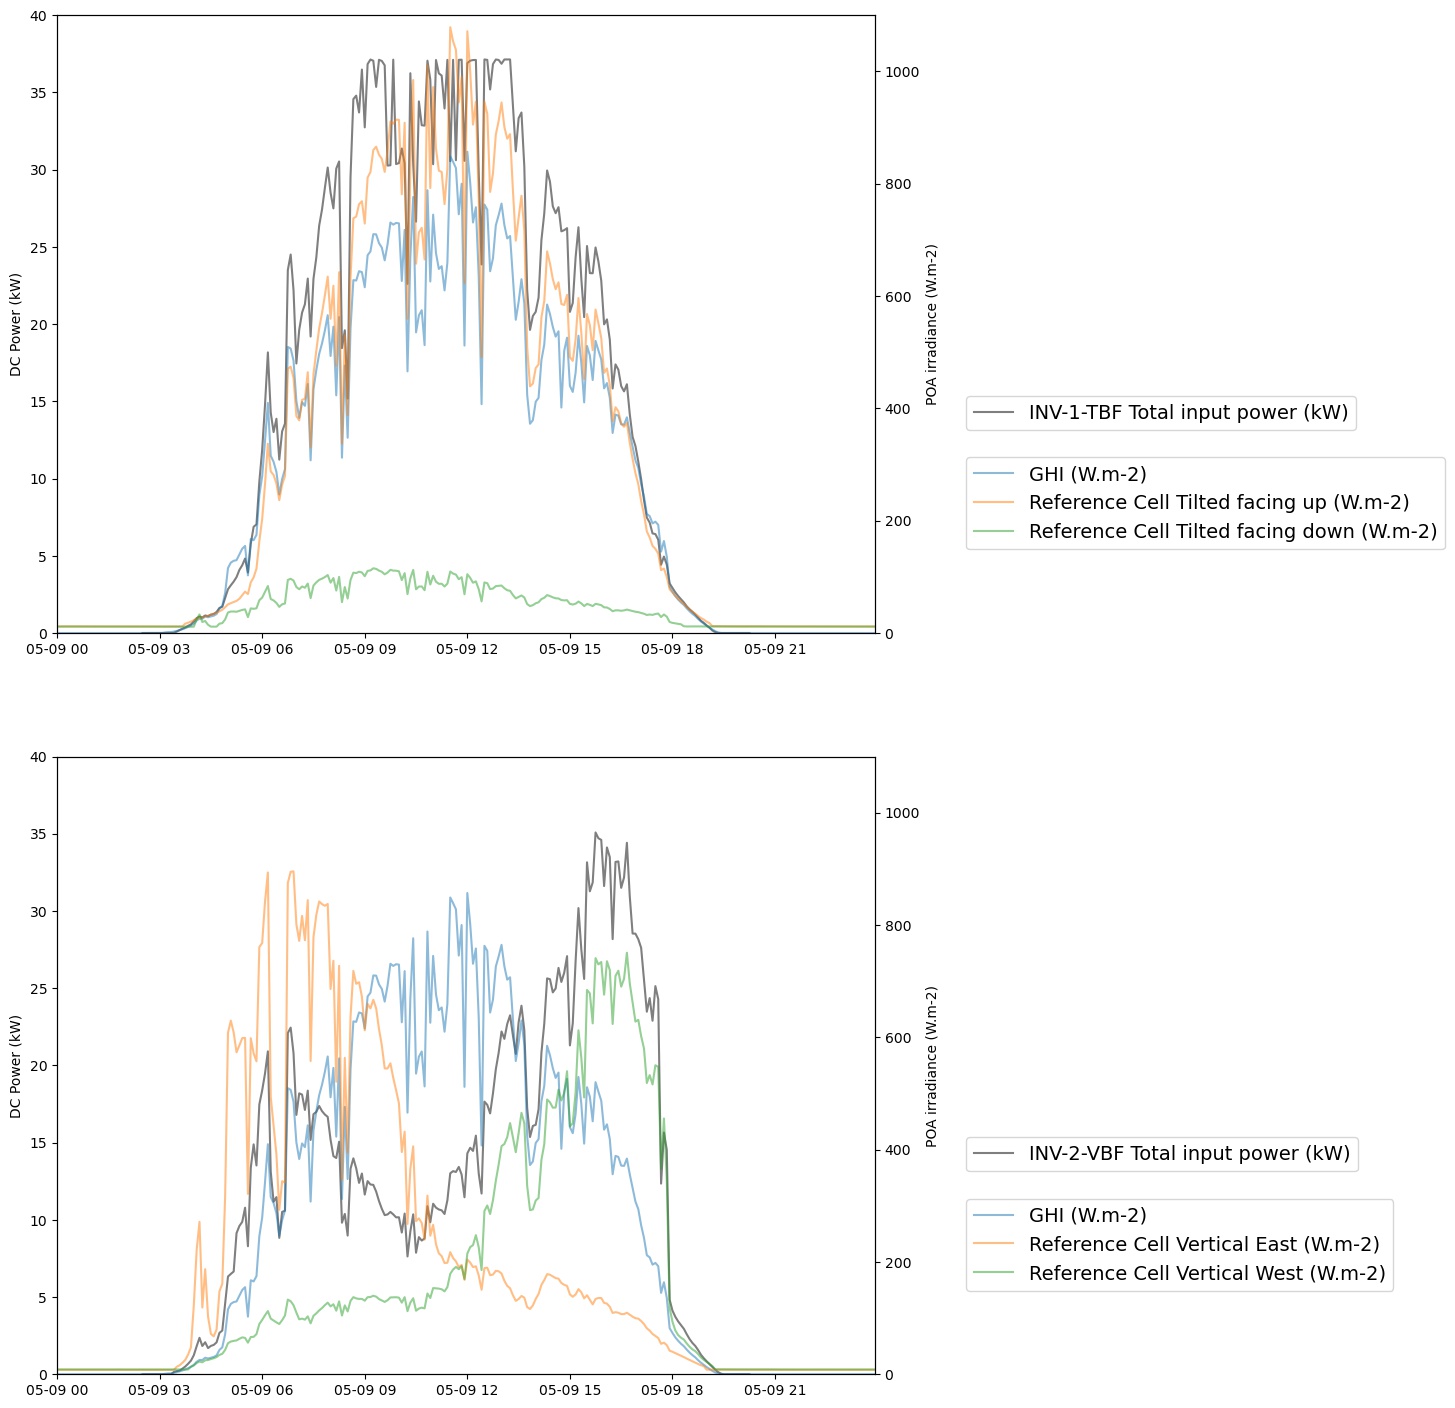 40
35
30
25
20
15
10
5
0
DC Power (kW)
1000
800
600
400
200
0
POA irradiance (W.m-2)
05-09 00 05-09 03 05-09 06 05-09 09 05-09 12 05-09 15 05-09 18 05-09 21
INV-1-TBF Total input power (kW)
GHI (W.m-2)
Reference Cell Tilted facing up (W.m-2)
Reference Cell Tilted facing down (W.m-2)
40
35
30
25
20
15
10
5
0
DC Power (kW)
1000
800
600
400
200
0
POA irradiance (W.m-2)
05-09 00 05-09 03 05-09 06 05-09 09 05-09 12 05-09 15 05-09 18 05-09 21
INV-2-VBF Total input power (kW)
GHI (W.m-2)
Reference Cell Vertical East (W.m-2)
Reference Cell Vertical West (W.m-2)